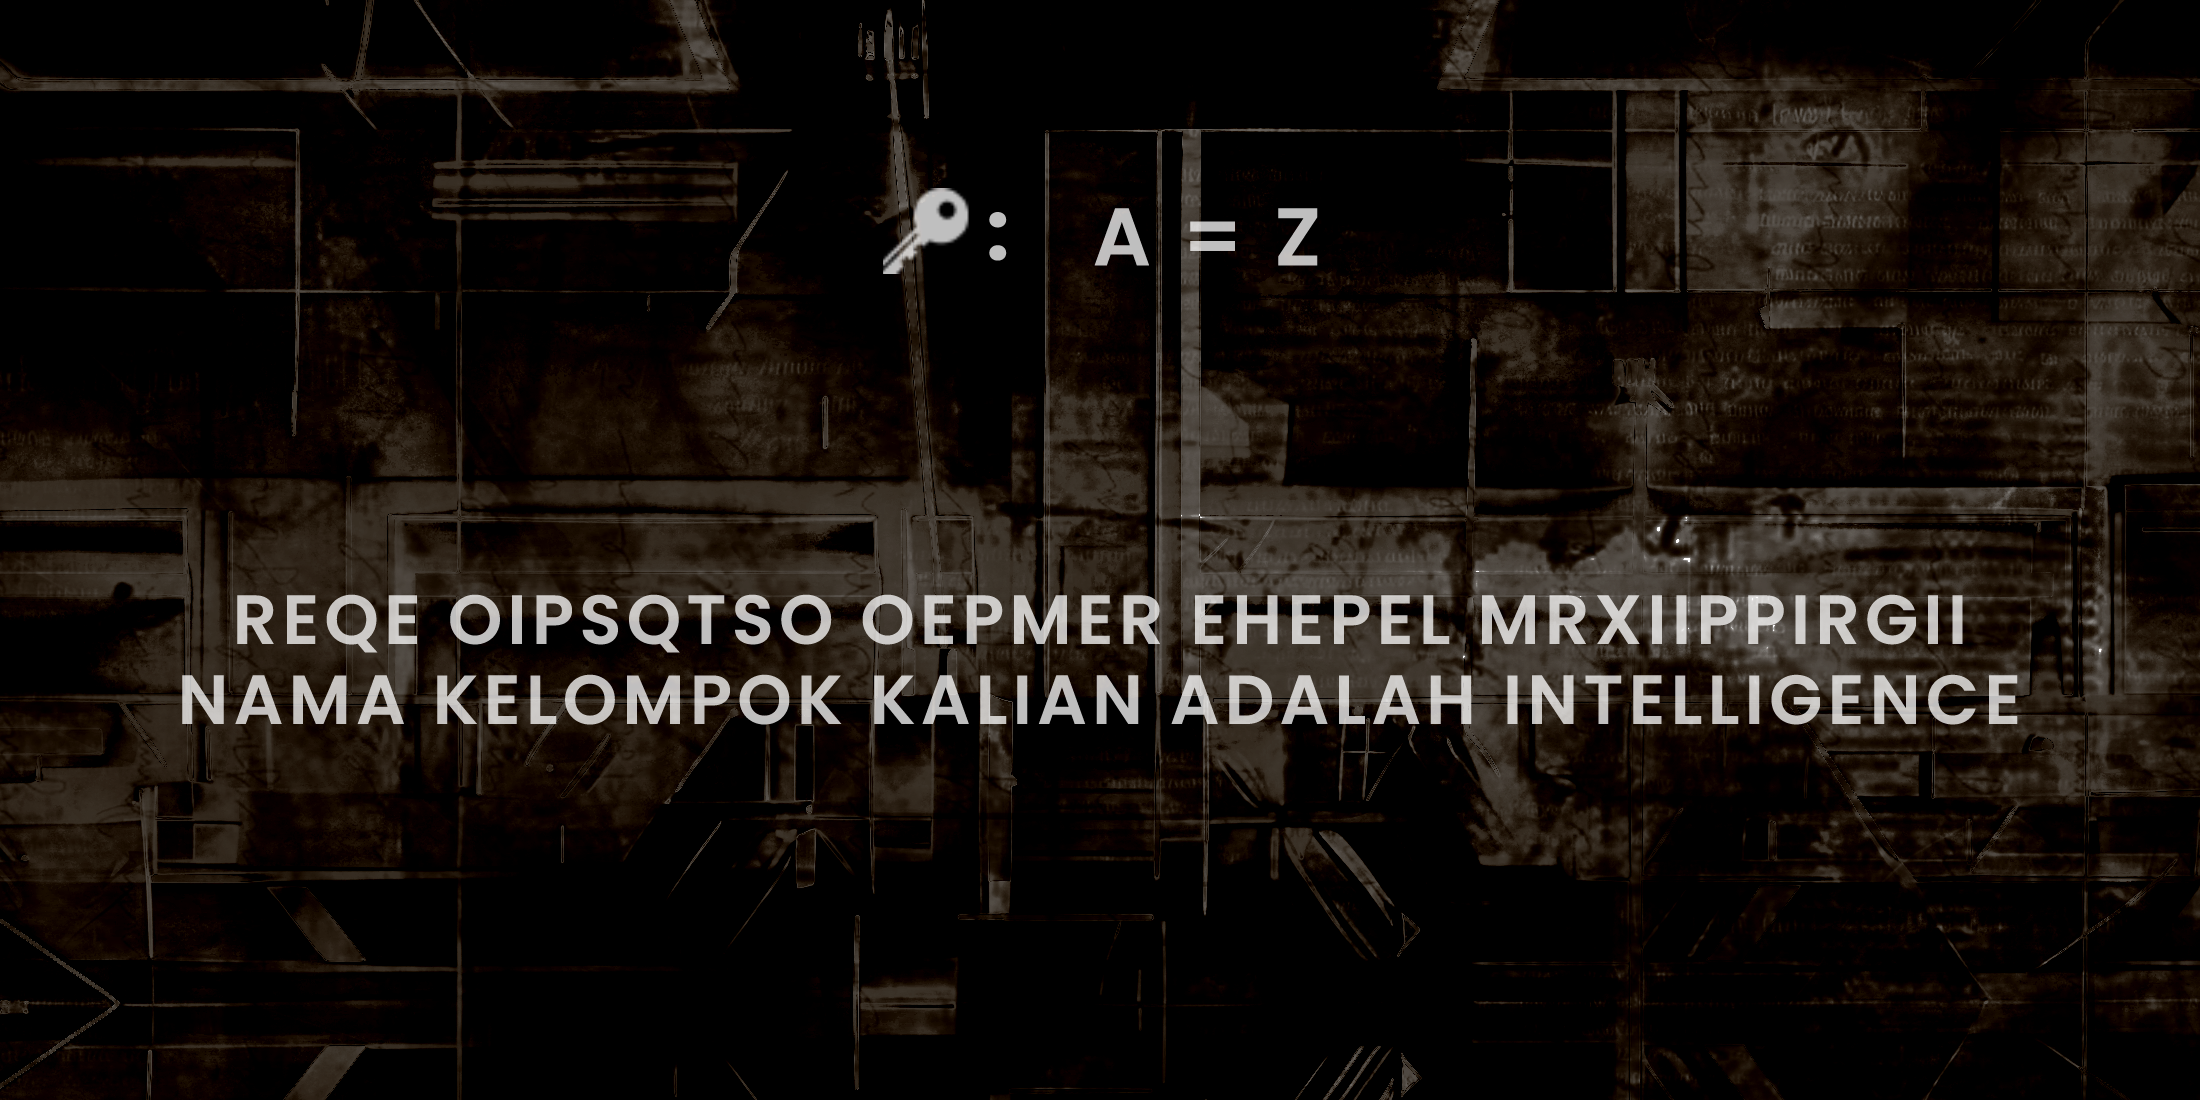 🔑: A = Z
REQE OIPSQTSO OEPMER EHEPEL MRXIIPPIRGII
NAMA KELOMPOK KALIAN ADALAH INTELLIGENCE